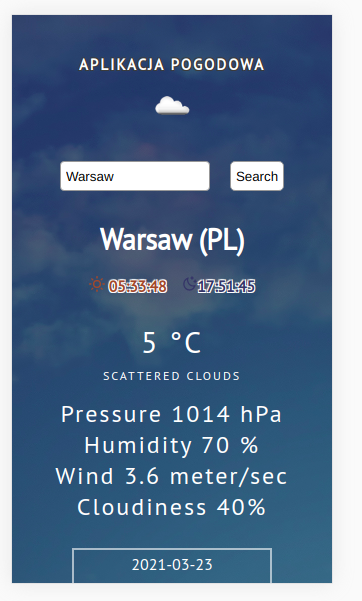 APLIKACJA POGODOWA
Warsaw Search
Warsaw (PL)
05:33:48 17:51:45
5 °C
SCATTERED CLOUDS
Pressure 1014 hPa
Humidity 70 %
Wind 3.6 meter/sec
Cloudiness 40%
2021-03-23